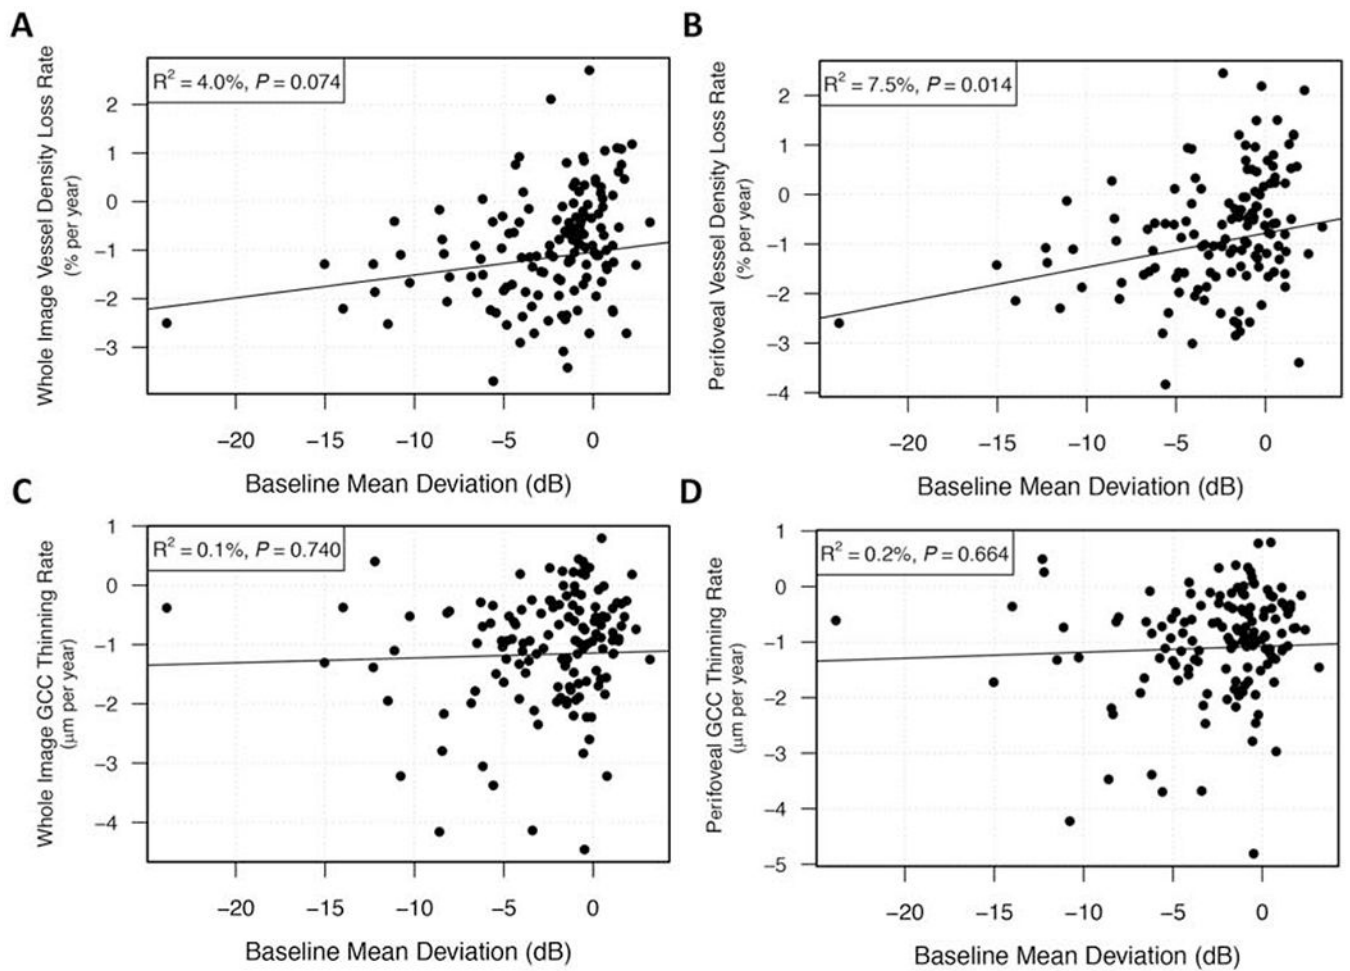 A
R² = 4.0%, P = 0.074
Whole Image Vessel Density Loss Rate
(% per year)
2
1
0
−1
−2
−3
−20 −15 −10 −5 0
Baseline Mean Deviation (dB)
B
R² = 7.5%, P = 0.014
Perifoveal Vessel Density Loss Rate
(% per year)
2
1
0
−1
−2
−3
−4
−20 −15 −10 −5 0
Baseline Mean Deviation (dB)
C
R² = 0.1%, P = 0.740
Whole Image GCC Thinning Rate
(μm per year)
1
0
−1
−2
−3
−4
−20 −15 −10 −5 0
Baseline Mean Deviation (dB)
D
R² = 0.2%, P = 0.664
Perifoveal GCC Thinning Rate
(μm per year)
1
0
−1
−2
−3
−4
−5
−20 −15 −10 −5 0
Baseline Mean Deviation (dB)